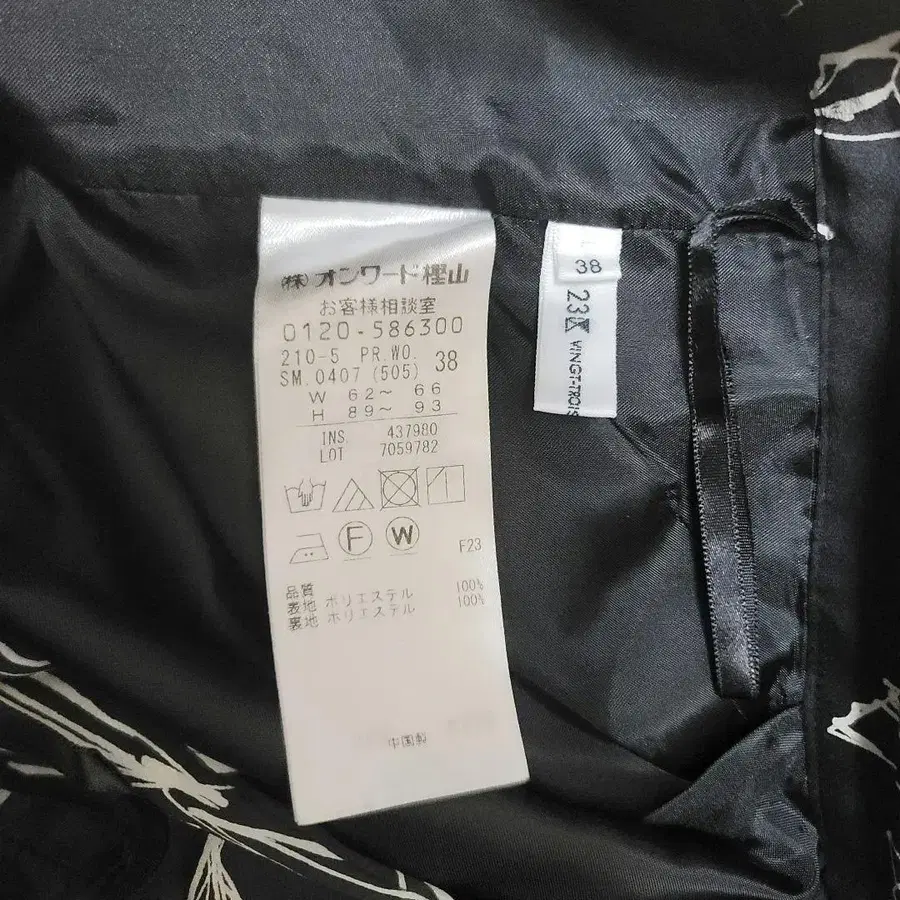 ㈱オンワード樫山
お客様相談室
0120-586300
210-5 PR.WO. 38
SM.0407 (505)
W 62～ 66
H 89～ 93
INS. 437980
LOT 7059782
F W
F23
品質
表地 ポリエステル 100%
裏地 ポリエステル 100%
中国製
38
23区 VINGT-TROIS